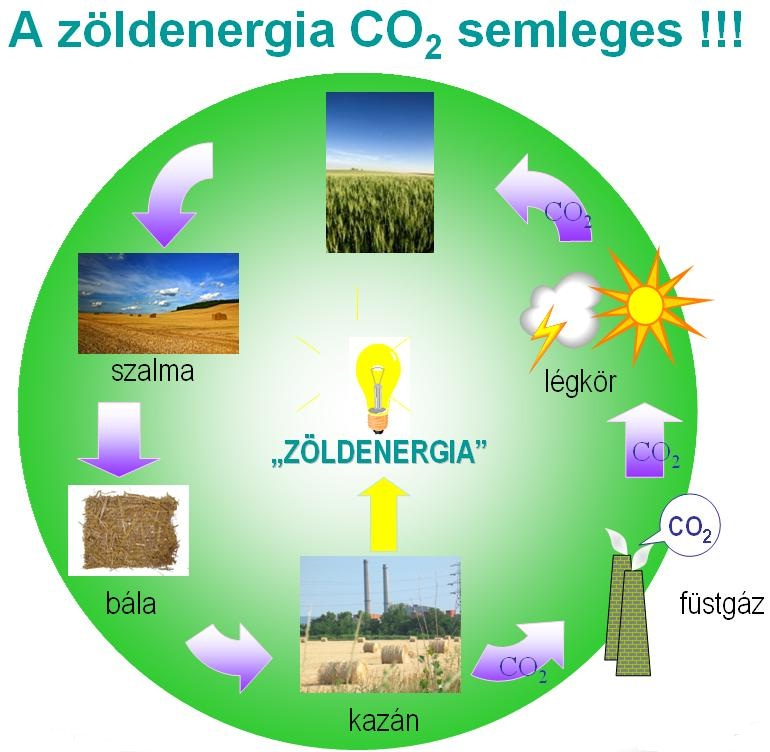 A zöldenergia CO₂ semleges !!!
CO₂
szalma
légkör
„ZÖLDENERGIA”
CO₂
CO₂
bála
füstgáz
CO₂
kazán